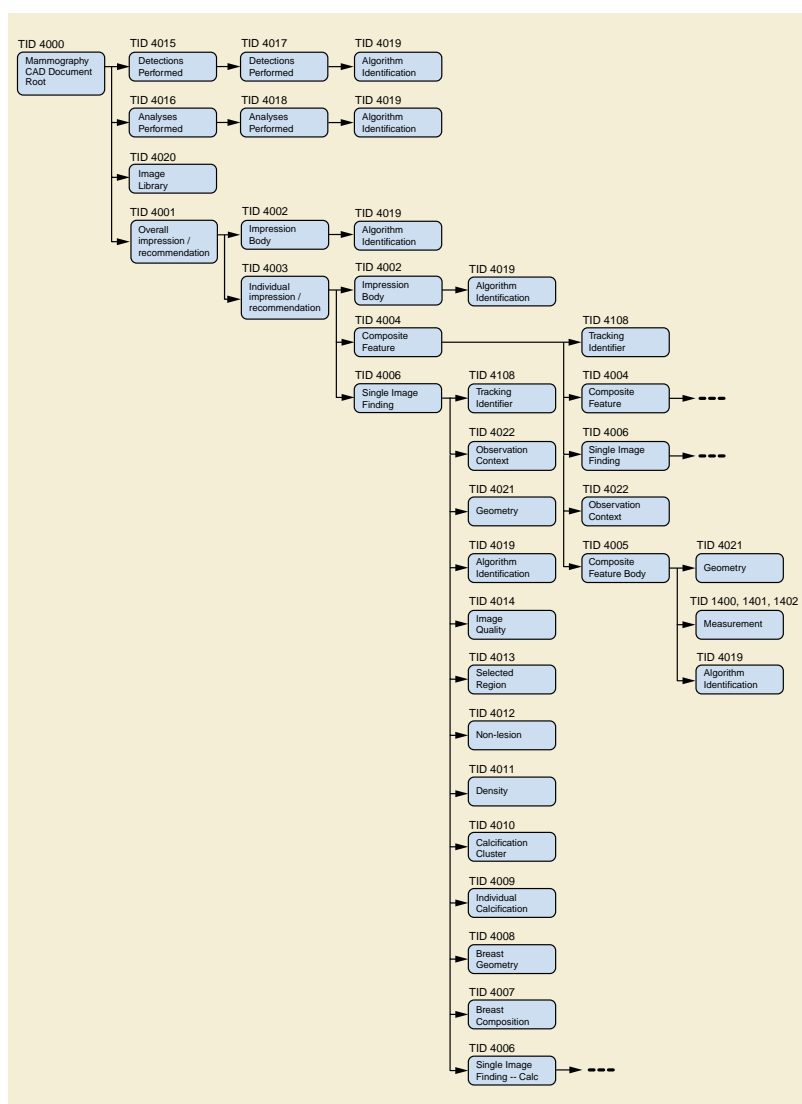 TID 4000
Mammography
CAD Document
Root
TID 4015
Detections
Performed
TID 4017
Detections
Performed
TID 4019
Algorithm
Identification
TID 4016
Analyses
Performed
TID 4018
Analyses
Performed
TID 4019
Algorithm
Identification
TID 4020
Image
Library
TID 4001
Overall
impression /
recommendation
TID 4002
Impression
Body
TID 4019
Algorithm
Identification
TID 4003
Individual
impression /
recommendation
TID 4002
Impression
Body
TID 4019
Algorithm
Identification
TID 4004
Composite
Feature
TID 4006
Single Image
Finding
TID 4108
Tracking
Identifier
TID 4022
Observation
Context
TID 4021
Geometry
TID 4019
Algorithm
Identification
TID 4014
Image
Quality
TID 4013
Selected
Region
TID 4012
Non-lesion
TID 4011
Density
TID 4010
Calcification
Cluster
TID 4009
Individual
Calcification
TID 4008
Breast
Geometry
TID 4007
Breast
Composition
TID 4006
Single Image
Finding -- Calc
TID 4108
Tracking
Identifier
TID 4004
Composite
Feature
TID 4006
Single Image
Finding
TID 4022
Observation
Context
TID 4005
Composite
Feature Body
TID 4021
Geometry
TID 1400, 1401, 1402
Measurement
TID 4019
Algorithm
Identification